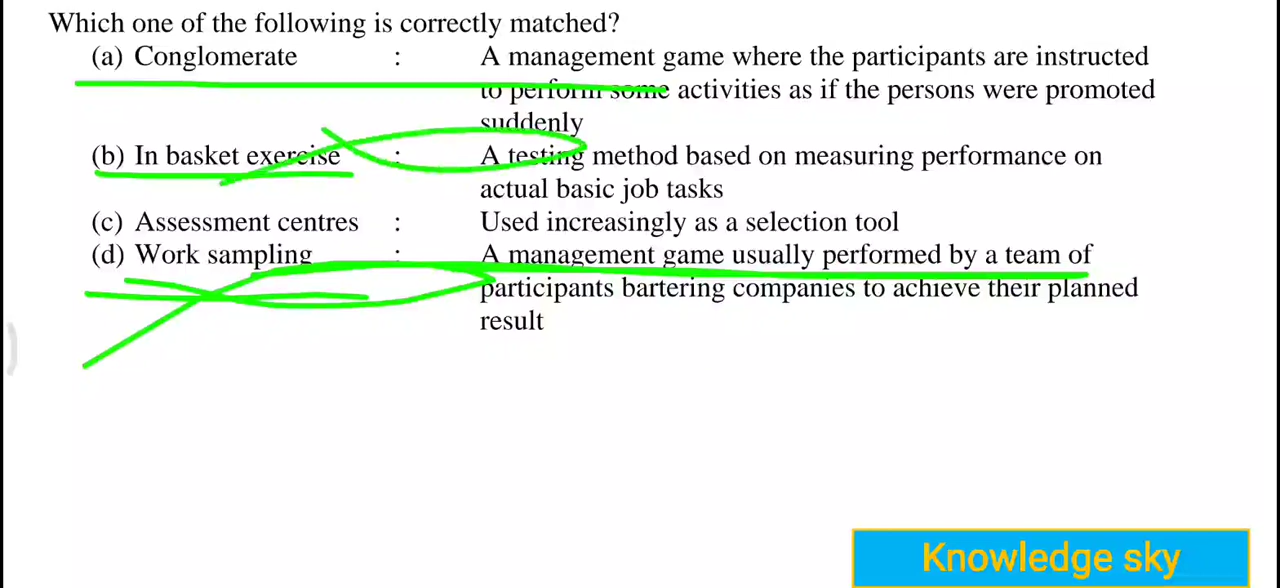 Which one of the following is correctly matched?
(a) Conglomerate : A management game where the participants are instructed
to perform some activities as if the persons were promoted
suddenly
(b) In basket exercise : A testing method based on measuring performance on
actual basic job tasks
(c) Assessment centres : Used increasingly as a selection tool
(d) Work sampling : A management game usually performed by a team of
participants bartering companies to achieve their planned
result
Knowledge sky